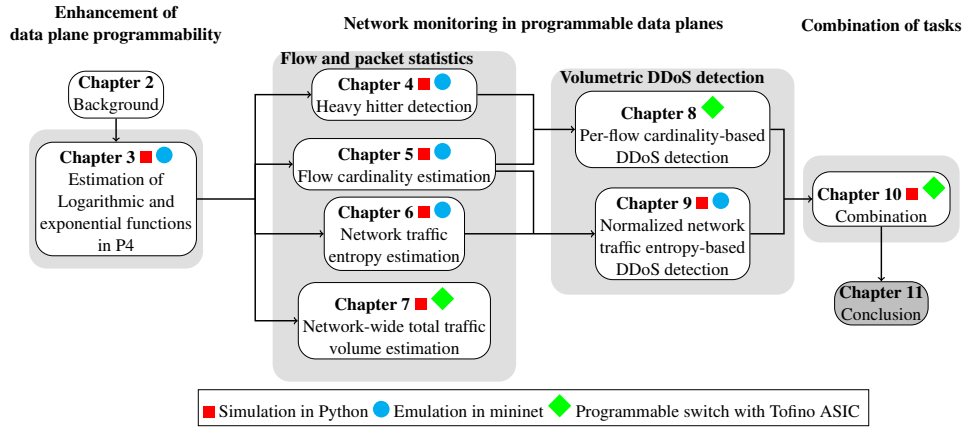 Enhancement of
data plane programmability
Network monitoring in programmable data planes
Combination of tasks
Chapter 2
Background
Chapter 3
Estimation of
Logarithmic and
exponential functions
in P4
Flow and packet statistics
Chapter 4
Heavy hitter detection
Chapter 5
Flow cardinality estimation
Chapter 6
Network traffic
entropy estimation
Chapter 7
Network-wide total traffic
volume estimation
Volumetric DDoS detection
Chapter 8
Per-flow cardinality-based
DDoS detection
Chapter 9
Normalized network
traffic entropy-based
DDoS detection
Chapter 10
Combination
Chapter 11
Conclusion
Simulation in Python Emulation in mininet Programmable switch with Tofino ASIC